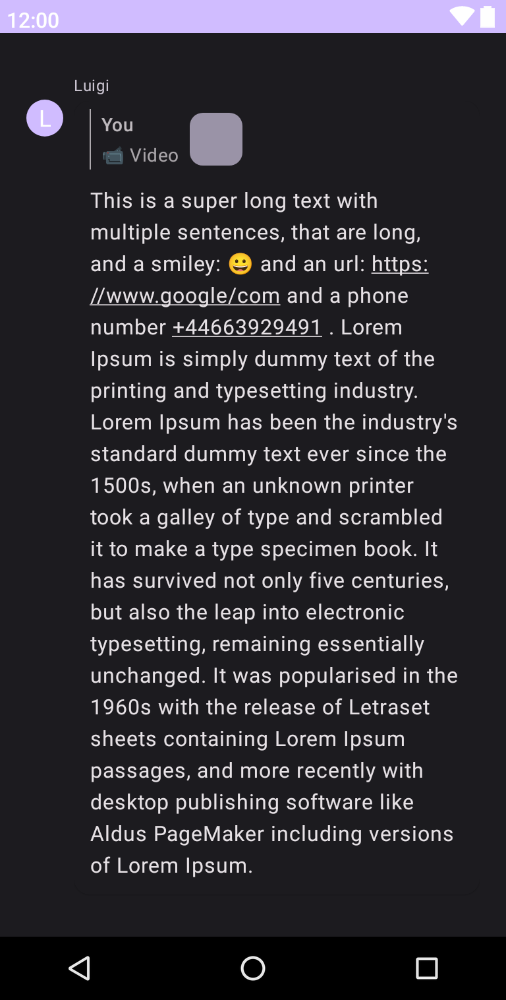 12:00
Luigi
L
You
📹 Video
This is a super long text with
multiple sentences, that are long,
and a smiley: 😀 and an url: https:
//www.google/com and a phone
number +44663929491 . Lorem
Ipsum is simply dummy text of the
printing and typesetting industry.
Lorem Ipsum has been the industry's
standard dummy text ever since the
1500s, when an unknown printer
took a galley of type and scrambled
it to make a type specimen book. It
has survived not only five centuries,
but also the leap into electronic
typesetting, remaining essentially
unchanged. It was popularised in the
1960s with the release of Letraset
sheets containing Lorem Ipsum
passages, and more recently with
desktop publishing software like
Aldus PageMaker including versions
of Lorem Ipsum.